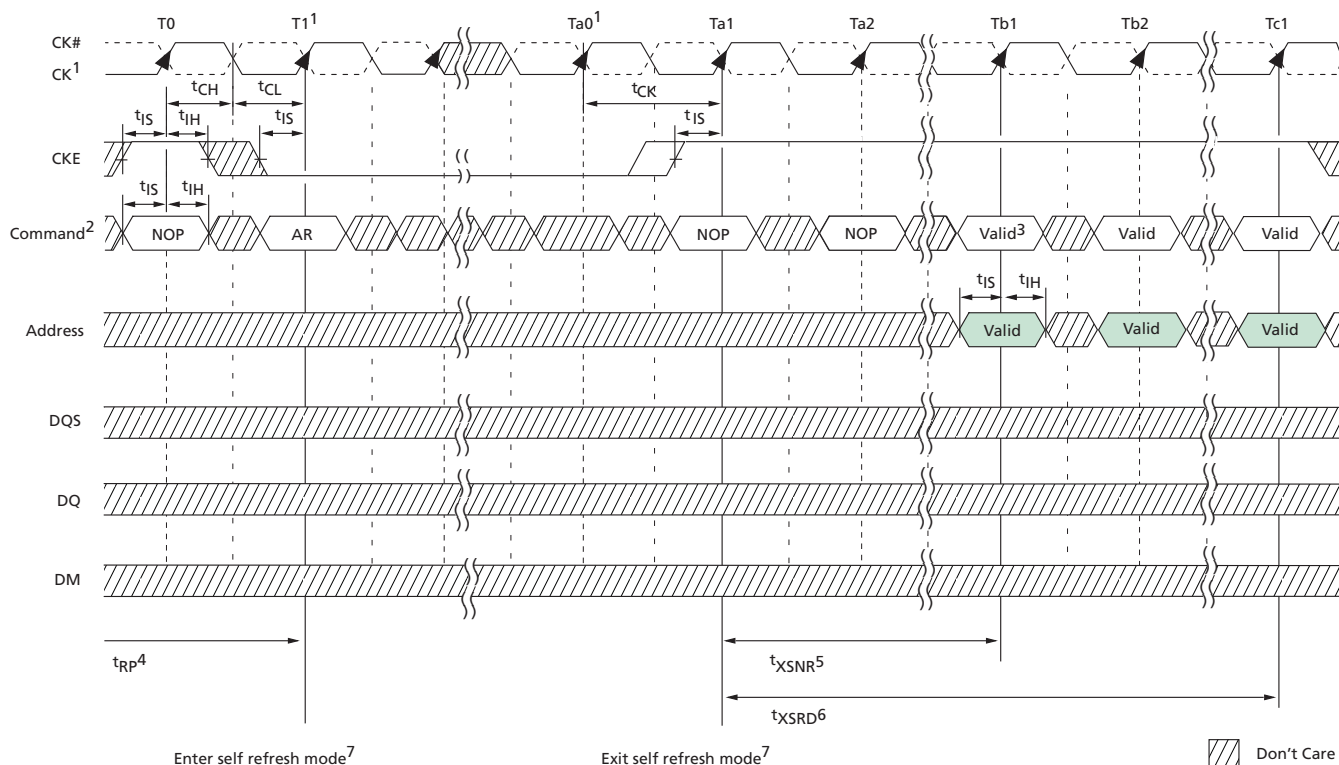 T0 T1¹ Ta0¹ Ta1 Ta2 Tb1 Tb2 Tc1
CK#
CK¹
tCH tCL tCK
tIS tIH tIS tIS
CKE
tIS tIH
Command² NOP AR NOP NOP Valid³ Valid Valid
tIS tIH
Address Valid Valid Valid
DQS
DQ
DM
tRP⁴ tXSNR⁵
tXSRD⁶
Enter self refresh mode⁷ Exit self refresh mode⁷ Don't Care